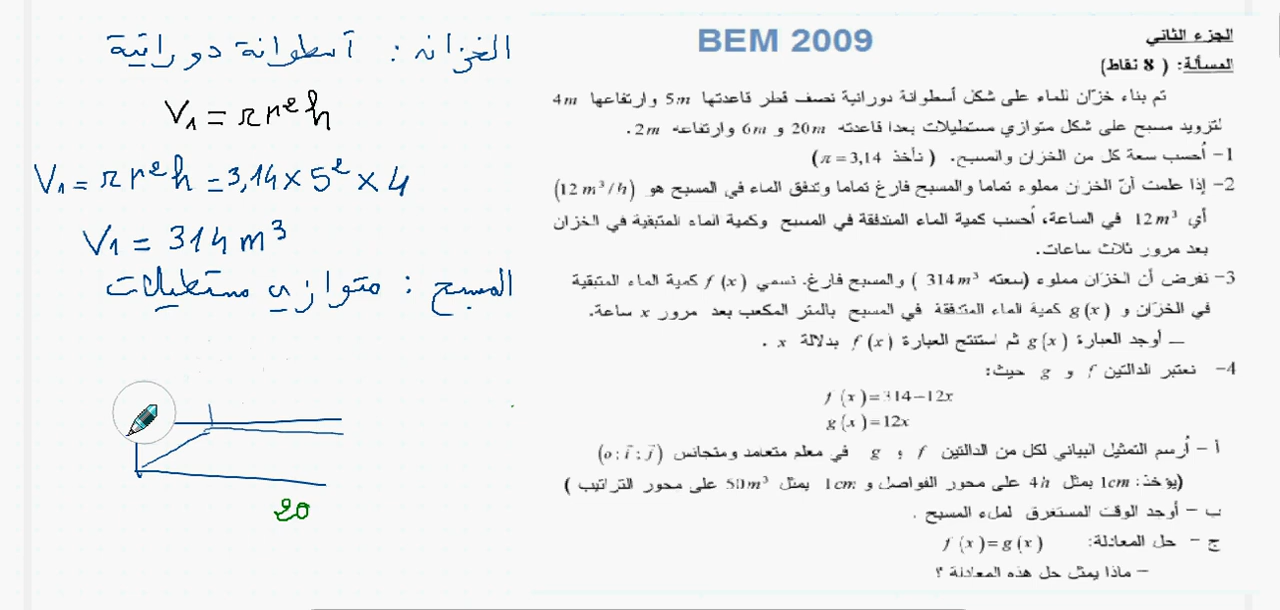 BEM 2009
الجزء الثاني
المسألة: ( 8 نقاط)
تم بناء خزّان للماء على شكل أسطوانة دورانية نصف قطر قاعدتها 5m وارتفاعها 4m
لتزويد مسبح على شكل متوازي مستطيلات بعدا قاعدته 20m و 6m وارتفاعه 2m.
1- أحسب سعة كل من الخزان والمسبح. ( نأخذ π=3,14 )
2- إذا علمت أنّ الخزان مملوء تماما والمسبح فارغ تماما وتدفق الماء في المسبح هو (12 m³/h)
أي 12m³ في الساعة، أحسب كمية الماء المتدفقة في المسبح وكمية الماء المتبقية في الخزان
بعد مرور ثلاث ساعات.
3- نفرض أن الخزان مملوء (سعته 314m³ ) والمسبح فارغ. نسمي f(x) كمية الماء المتبقية
في الخزان و g(x) كمية الماء المتدفقة في المسبح بالمتر المكعب بعد مرور x ساعة.
— أوجد العبارة g(x) ثم استنتج العبارة f(x) بدلالة x .
4- نعتبر الدالتين f و g حيث:
f(x)=314-12x
g(x)=12x
أ - أرسم التمثيل البياني لكل من الدالتين f و g في معلم متعامد ومتجانس (o;i⃗;j⃗)
(يؤخذ: 1cm يمثل 4h على محور الفواصل و 1cm يمثل 50m³ على محور التراتيب )
ب - أوجد الوقت المستغرق لملء المسبح .
ج - حل المعادلة: f(x)=g(x)
- ماذا يمثل حل هذه المعادلة ؟
الخزان : أسطوانة دورانية
V₁ = πr²h
V₁ = πr²h = 3,14 × 5² × 4
V₁ = 314 m³
المسبح : متوازي مستطيلات
20